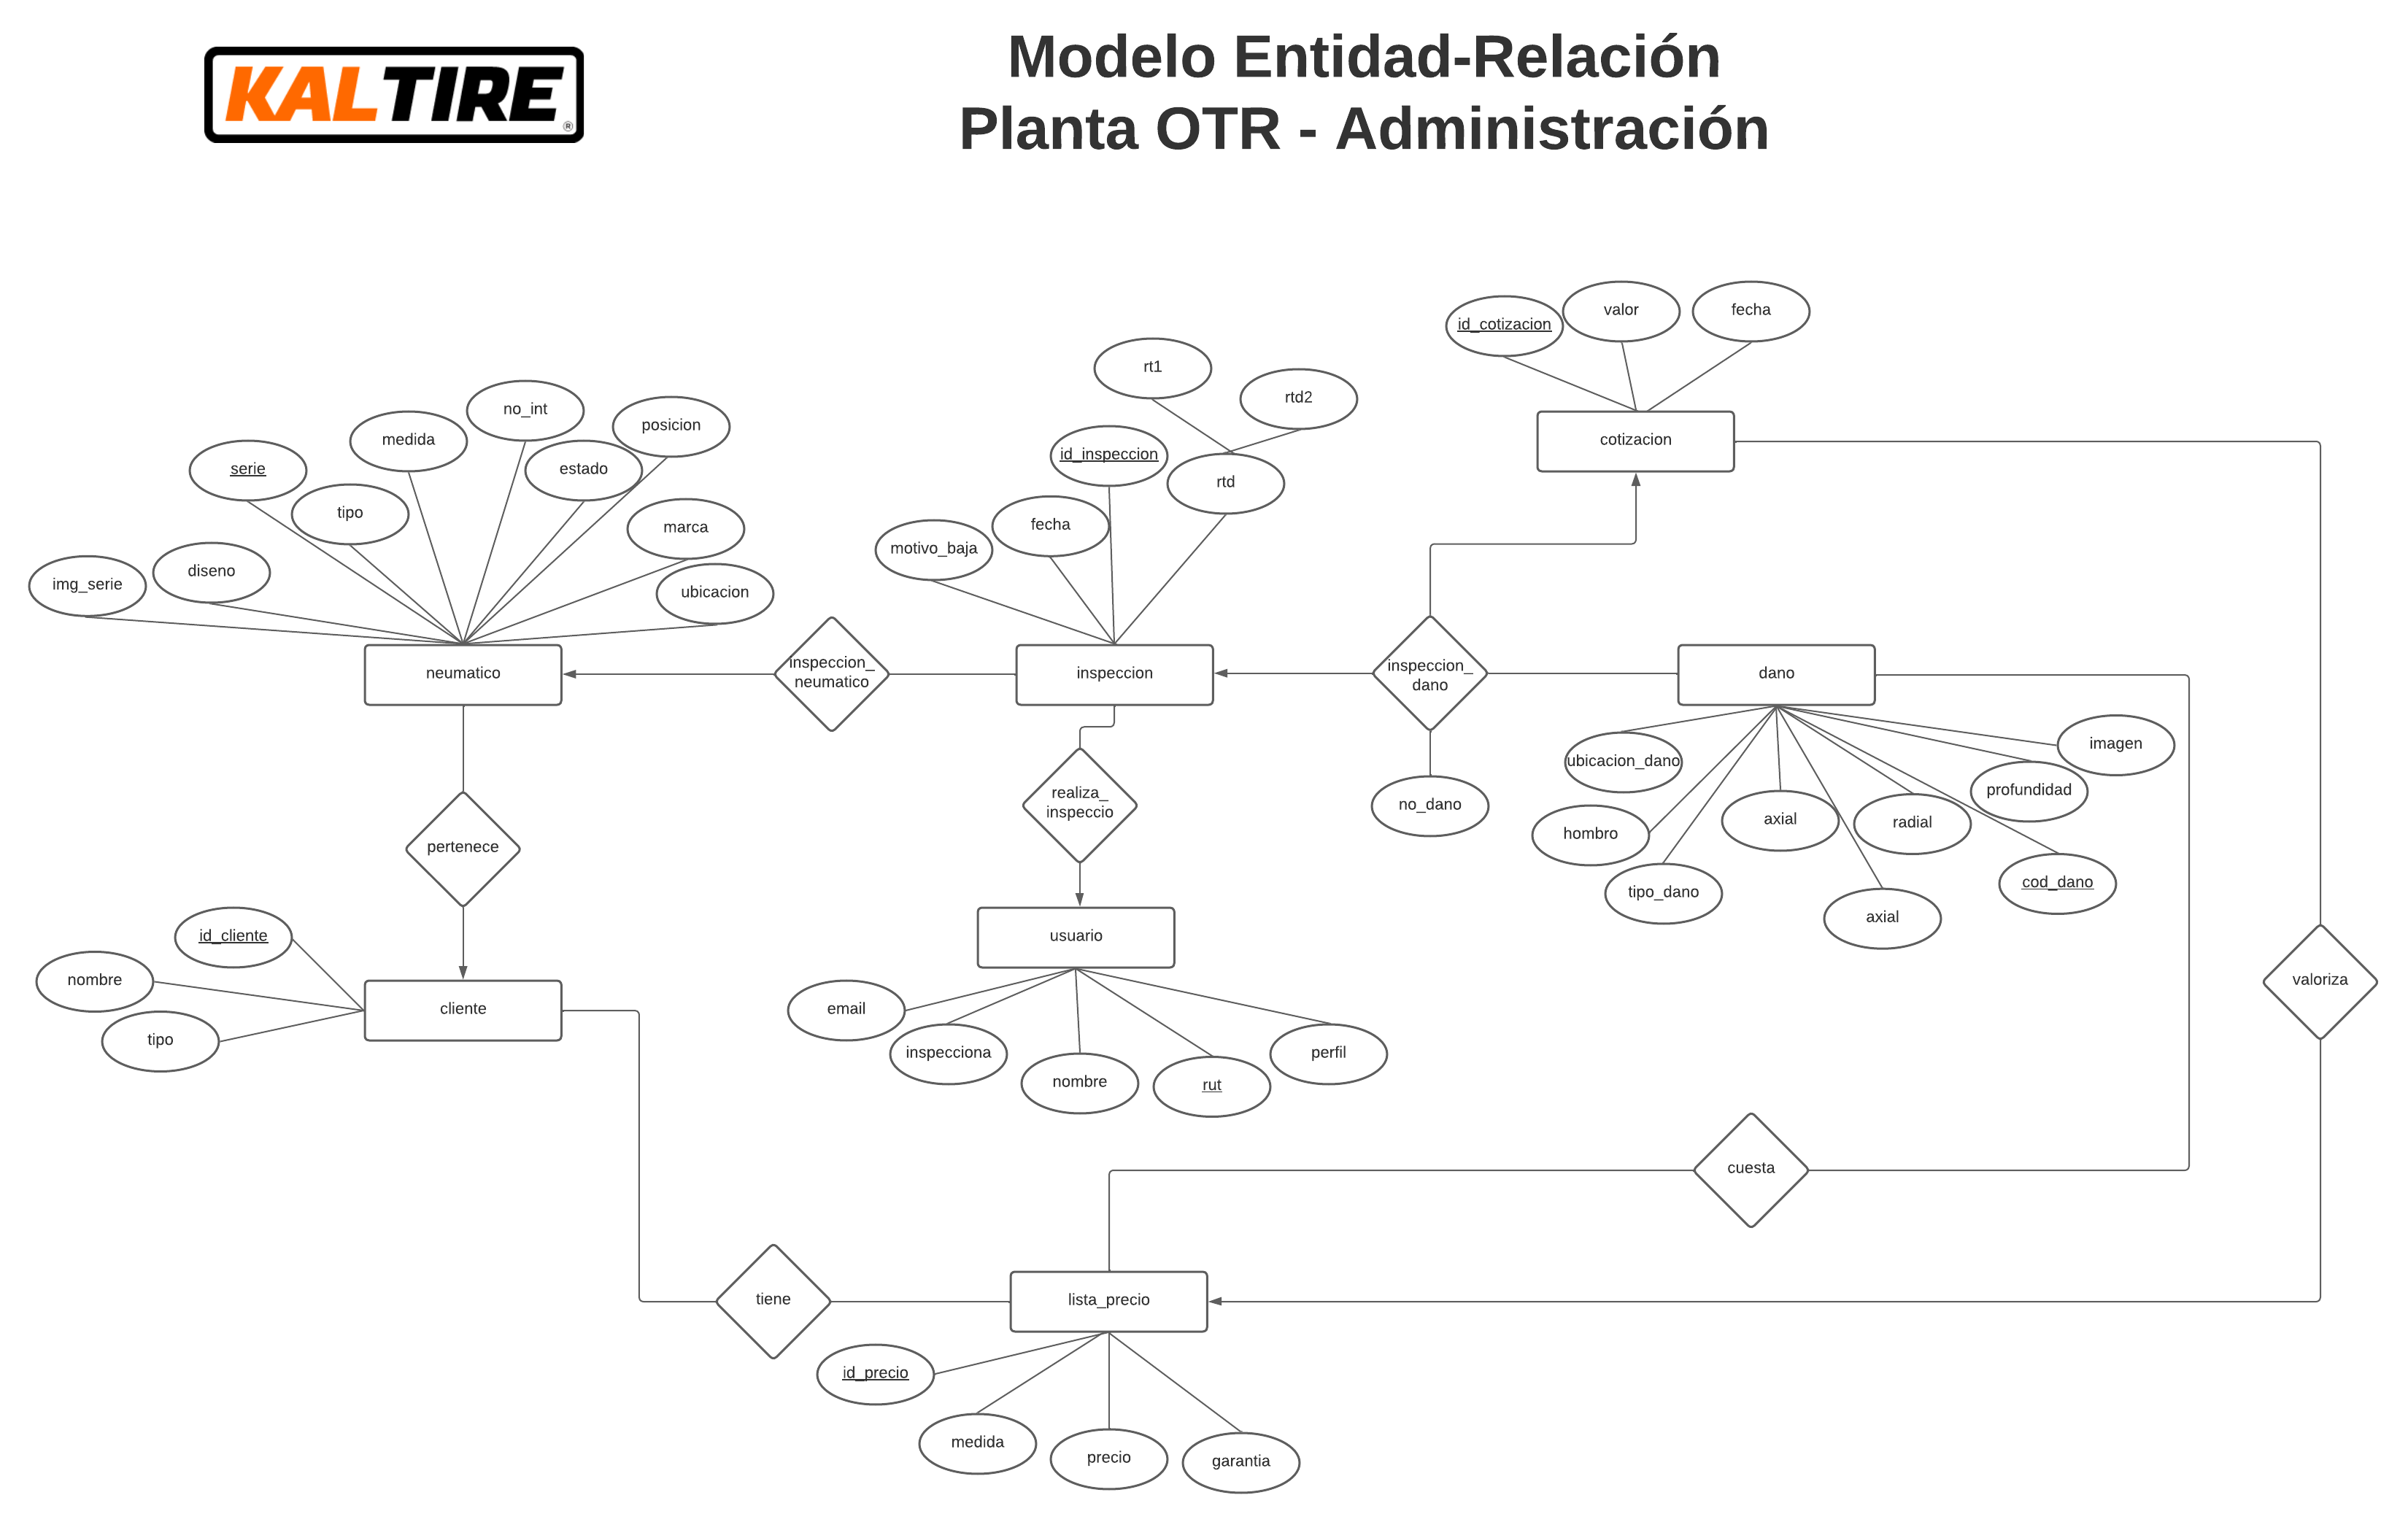 KALTIRE®
Modelo Entidad-Relación
Planta OTR - Administración
id_cotizacion
valor
fecha
rt1
rtd2
no_int
posicion
medida
cotizacion
id_inspeccion
serie
estado
rtd
tipo
fecha
marca
motivo_baja
diseno
img_serie
ubicacion
neumatico
inspeccion_
neumatico
inspeccion
inspeccion_
dano
dano
imagen
ubicacion_dano
profundidad
realiza_
inspeccio
no_dano
hombro
axial
radial
pertenece
cod_dano
tipo_dano
axial
id_cliente
usuario
nombre
valoriza
cliente
email
tipo
inspecciona
perfil
nombre
rut
cuesta
tiene
lista_precio
id_precio
medida
precio
garantia